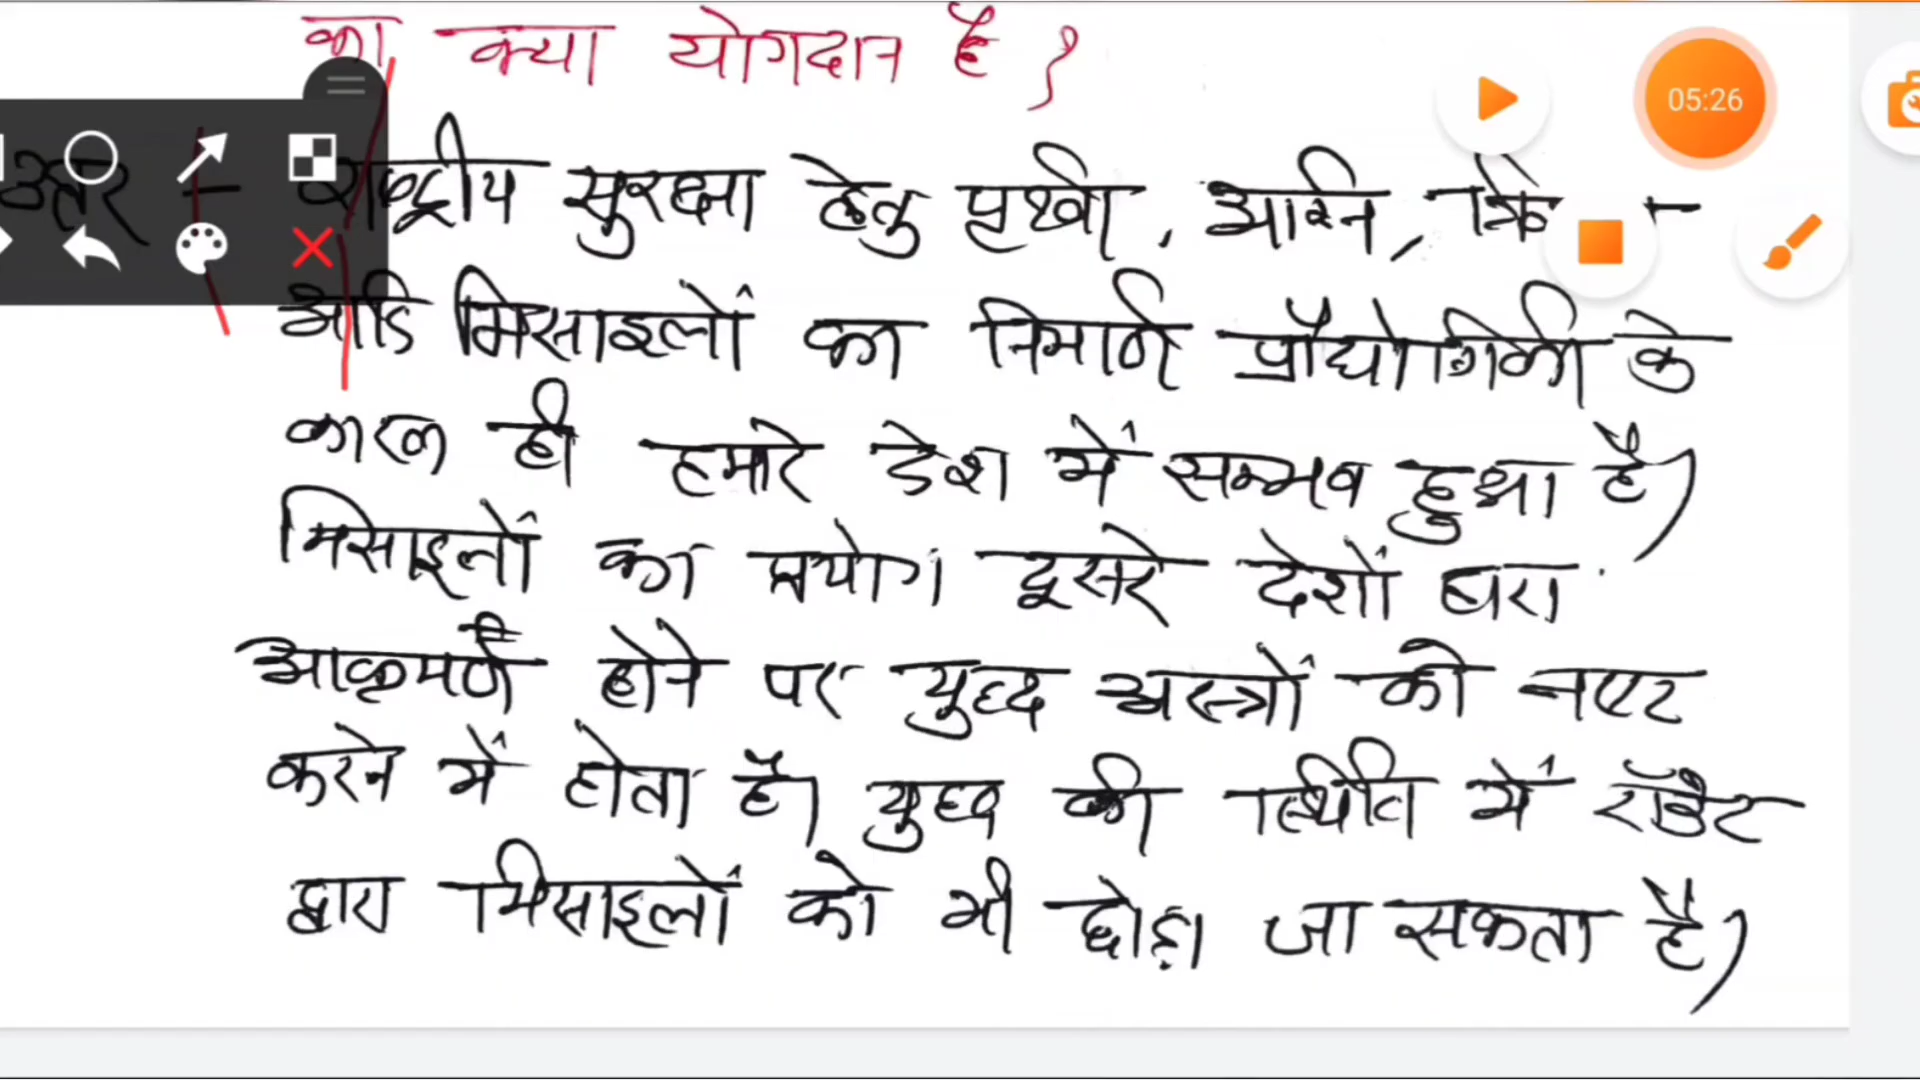 का क्या योगदान है?
05:26
उत्तर - राष्ट्रीय सुरक्षा हेतु पृथ्वी, अग्नि,
आदि मिसाइलों का निर्माण प्रौद्योगिकी के
कारण ही हमारे देश में सम्भव हुआ है।
मिसाइलों का प्रयोग दूसरे देशों द्वारा
आक्रमण होने पर युद्ध अस्त्रों को नष्ट
करने में होता है। युद्ध की स्थिति में रॉकेट
द्वारा मिसाइलों को भी छोड़ा जा सकता है।